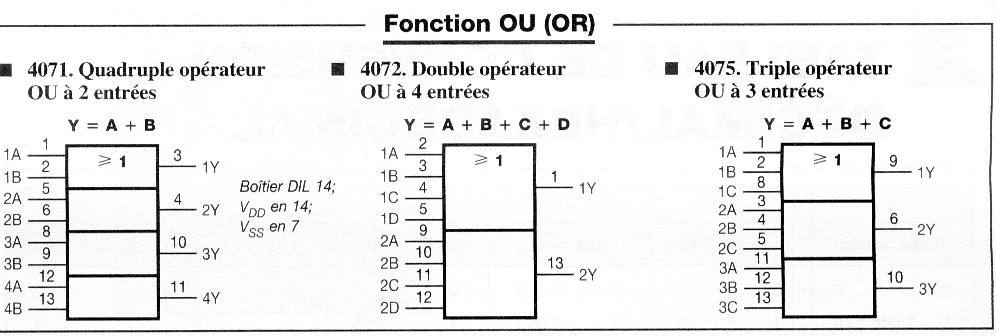 Fonction OU (OR)
4071. Quadruple opérateur
OU à 2 entrées
Y = A + B
1A 1
1B 2
2A 5
2B 6
3A 8
3B 9
4A 12
4B 13
≥ 1
3 1Y
4 2Y
10 3Y
11 4Y
Boîtier DIL 14;
VDD en 14;
VSS en 7
4072. Double opérateur
OU à 4 entrées
Y = A + B + C + D
1A 2
1B 3
1C 4
1D 5
2A 9
2B 10
2C 11
2D 12
≥ 1
1 1Y
13 2Y
4075. Triple opérateur
OU à 3 entrées
Y = A + B + C
1A 1
1B 2
1C 8
2A 3
2B 4
2C 5
3A 11
3B 12
3C 13
≥ 1
9 1Y
6 2Y
10 3Y